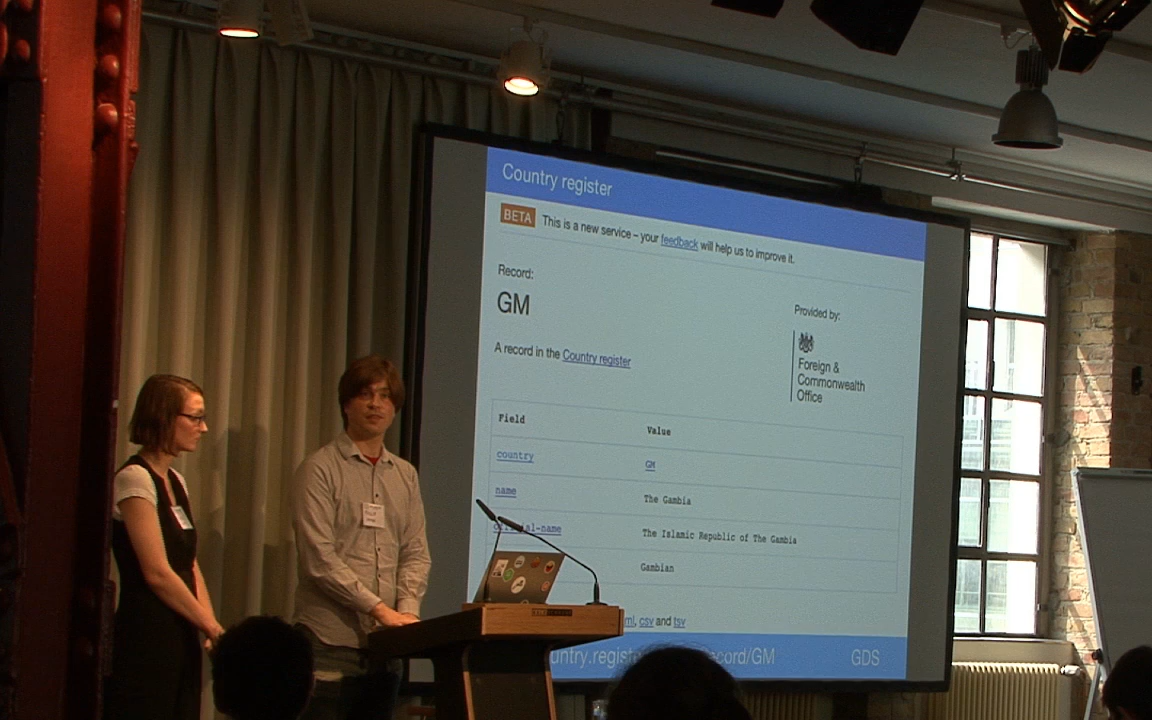 Country register
BETA This is a new service – your feedback will help us to improve it.
Record:
GM
Provided by:
A record in the Country register
Foreign &
Commonwealth
Office
Field Value
country GM
name The Gambia
The Islamic Republic of The Gambia
Gambian
csv and tsv
GDS